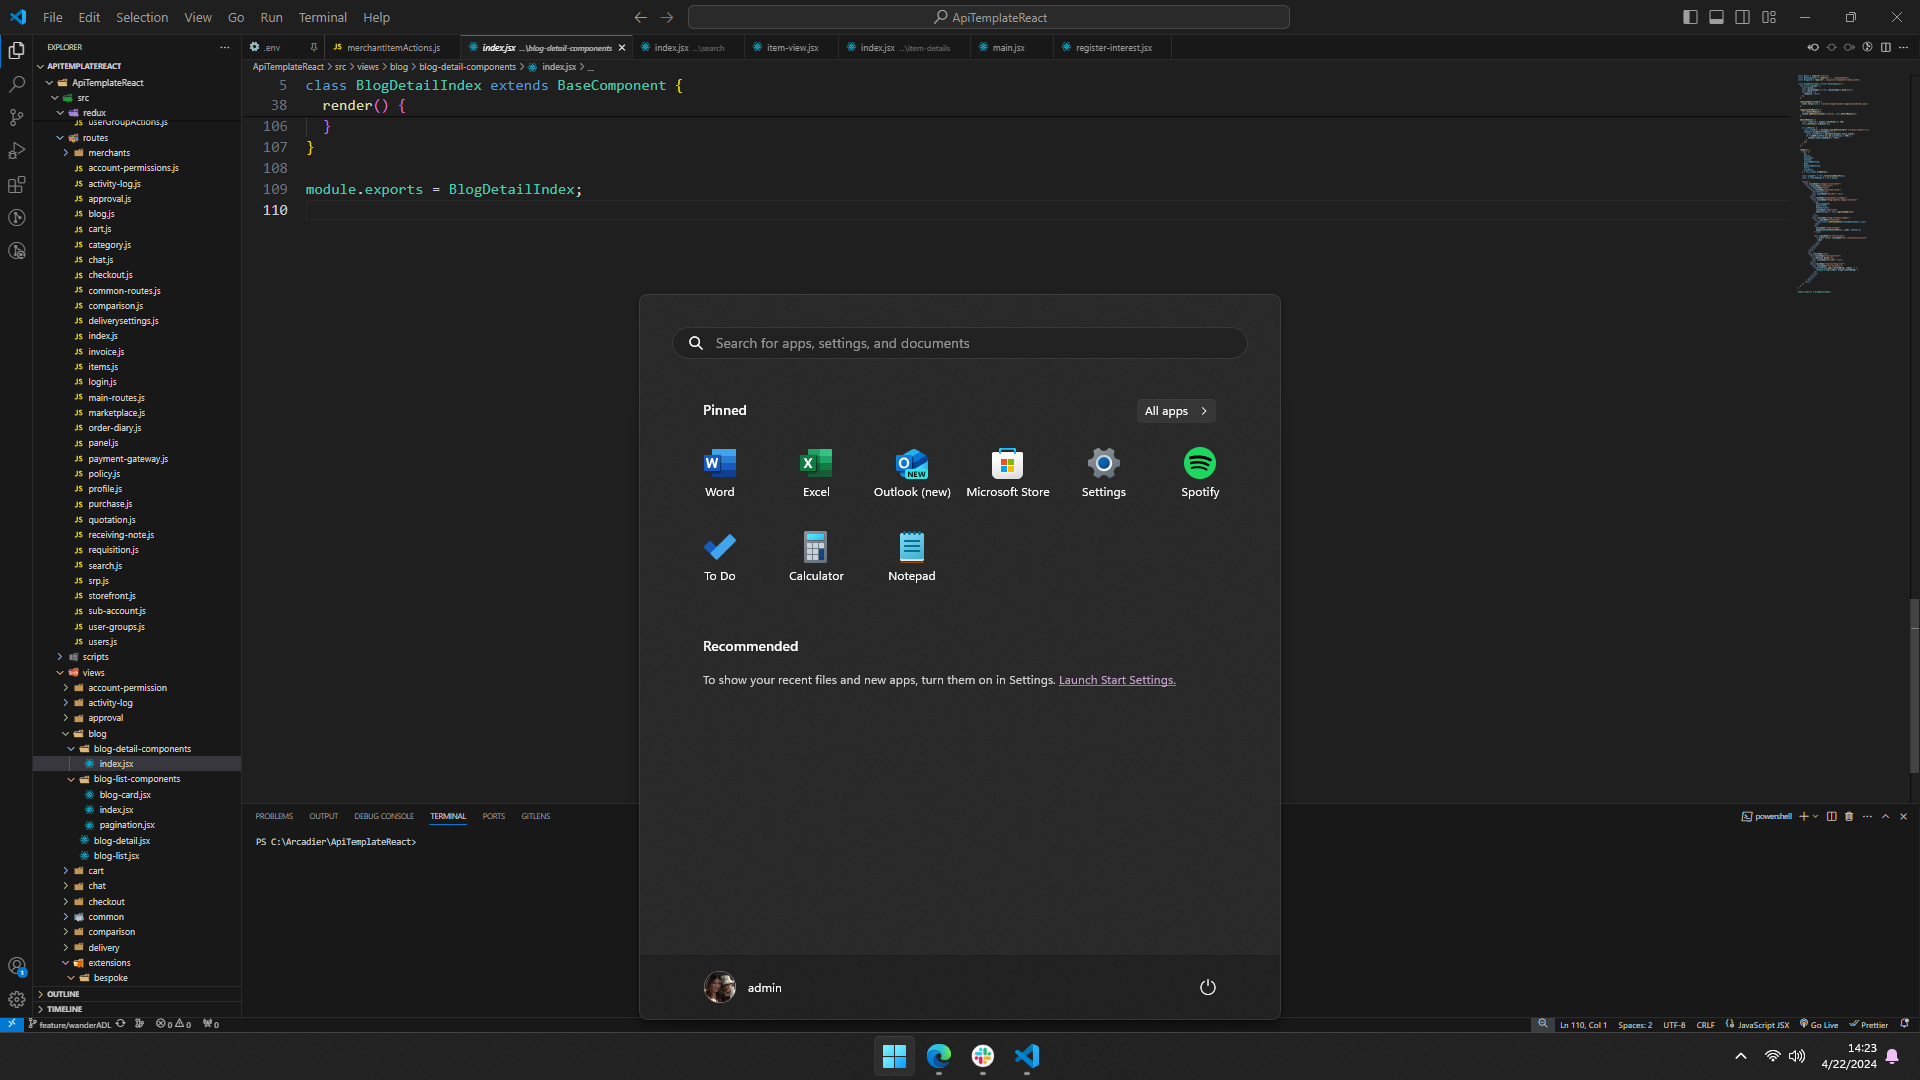 File Edit Selection View Go Run Terminal Help
ApiTemplateReact
EXPLORER
.env
merchantItemActions.js
index.jsx ...\blog-detail-components
index.jsx ...\search
item-view.jsx
index.jsx ...\item-details
main.jsx
register-interest.jsx
APITEMPLATEREACT
ApiTemplateReact > src > views > blog > blog-detail-components > index.jsx > ...
ApiTemplateReact
src
redux
userGroupActions.js
routes
merchants
account-permissions.js
activity-log.js
approval.js
blog.js
cart.js
category.js
chat.js
checkout.js
common-routes.js
comparison.js
deliverysettings.js
index.js
invoice.js
items.js
login.js
main-routes.js
marketplace.js
order-diary.js
panel.js
payment-gateway.js
policy.js
profile.js
purchase.js
quotation.js
receiving-note.js
requisition.js
search.js
srp.js
storefront.js
sub-account.js
user-groups.js
users.js
scripts
views
account-permission
activity-log
approval
blog
blog-detail-components
index.jsx
blog-list-components
blog-card.jsx
index.jsx
pagination.jsx
blog-detail.jsx
blog-list.jsx
cart
chat
checkout
common
comparison
delivery
extensions
bespoke
OUTLINE
TIMELINE
5 class BlogDetailIndex extends BaseComponent {
38 render() {
106 }
107 }
108
109 module.exports = BlogDetailIndex;
110
Search for apps, settings, and documents
Pinned
All apps >
Word
Excel
Outlook (new)
Microsoft Store
Settings
Spotify
To Do
Calculator
Notepad
Recommended
To show your recent files and new apps, turn them on in Settings. Launch Start Settings.
admin
PROBLEMS OUTPUT DEBUG CONSOLE TERMINAL PORTS GITLENS
powershell
PS C:\Arcadier\ApiTemplateReact>
feature/wanderADL
0 0 0
Ln 110, Col 1 Spaces: 2 UTF-8 CRLF JavaScript JSX Go Live Prettier
14:23
4/22/2024